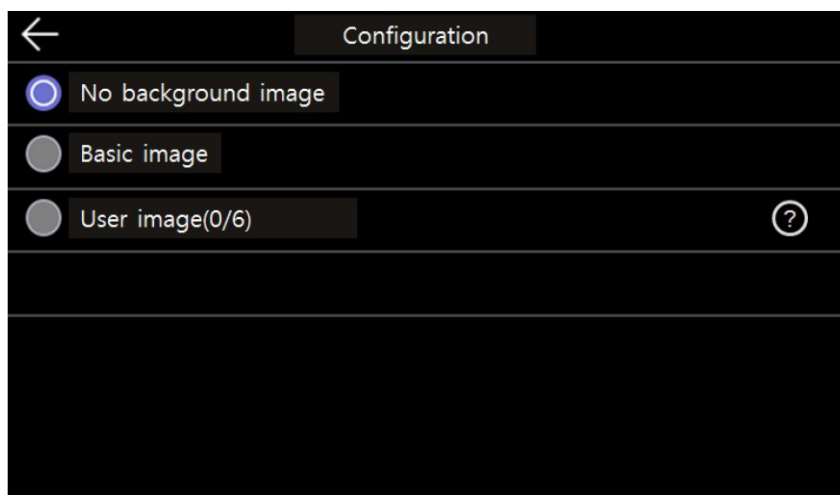 Configuration
No background image
Basic image
User image(0/6)
?